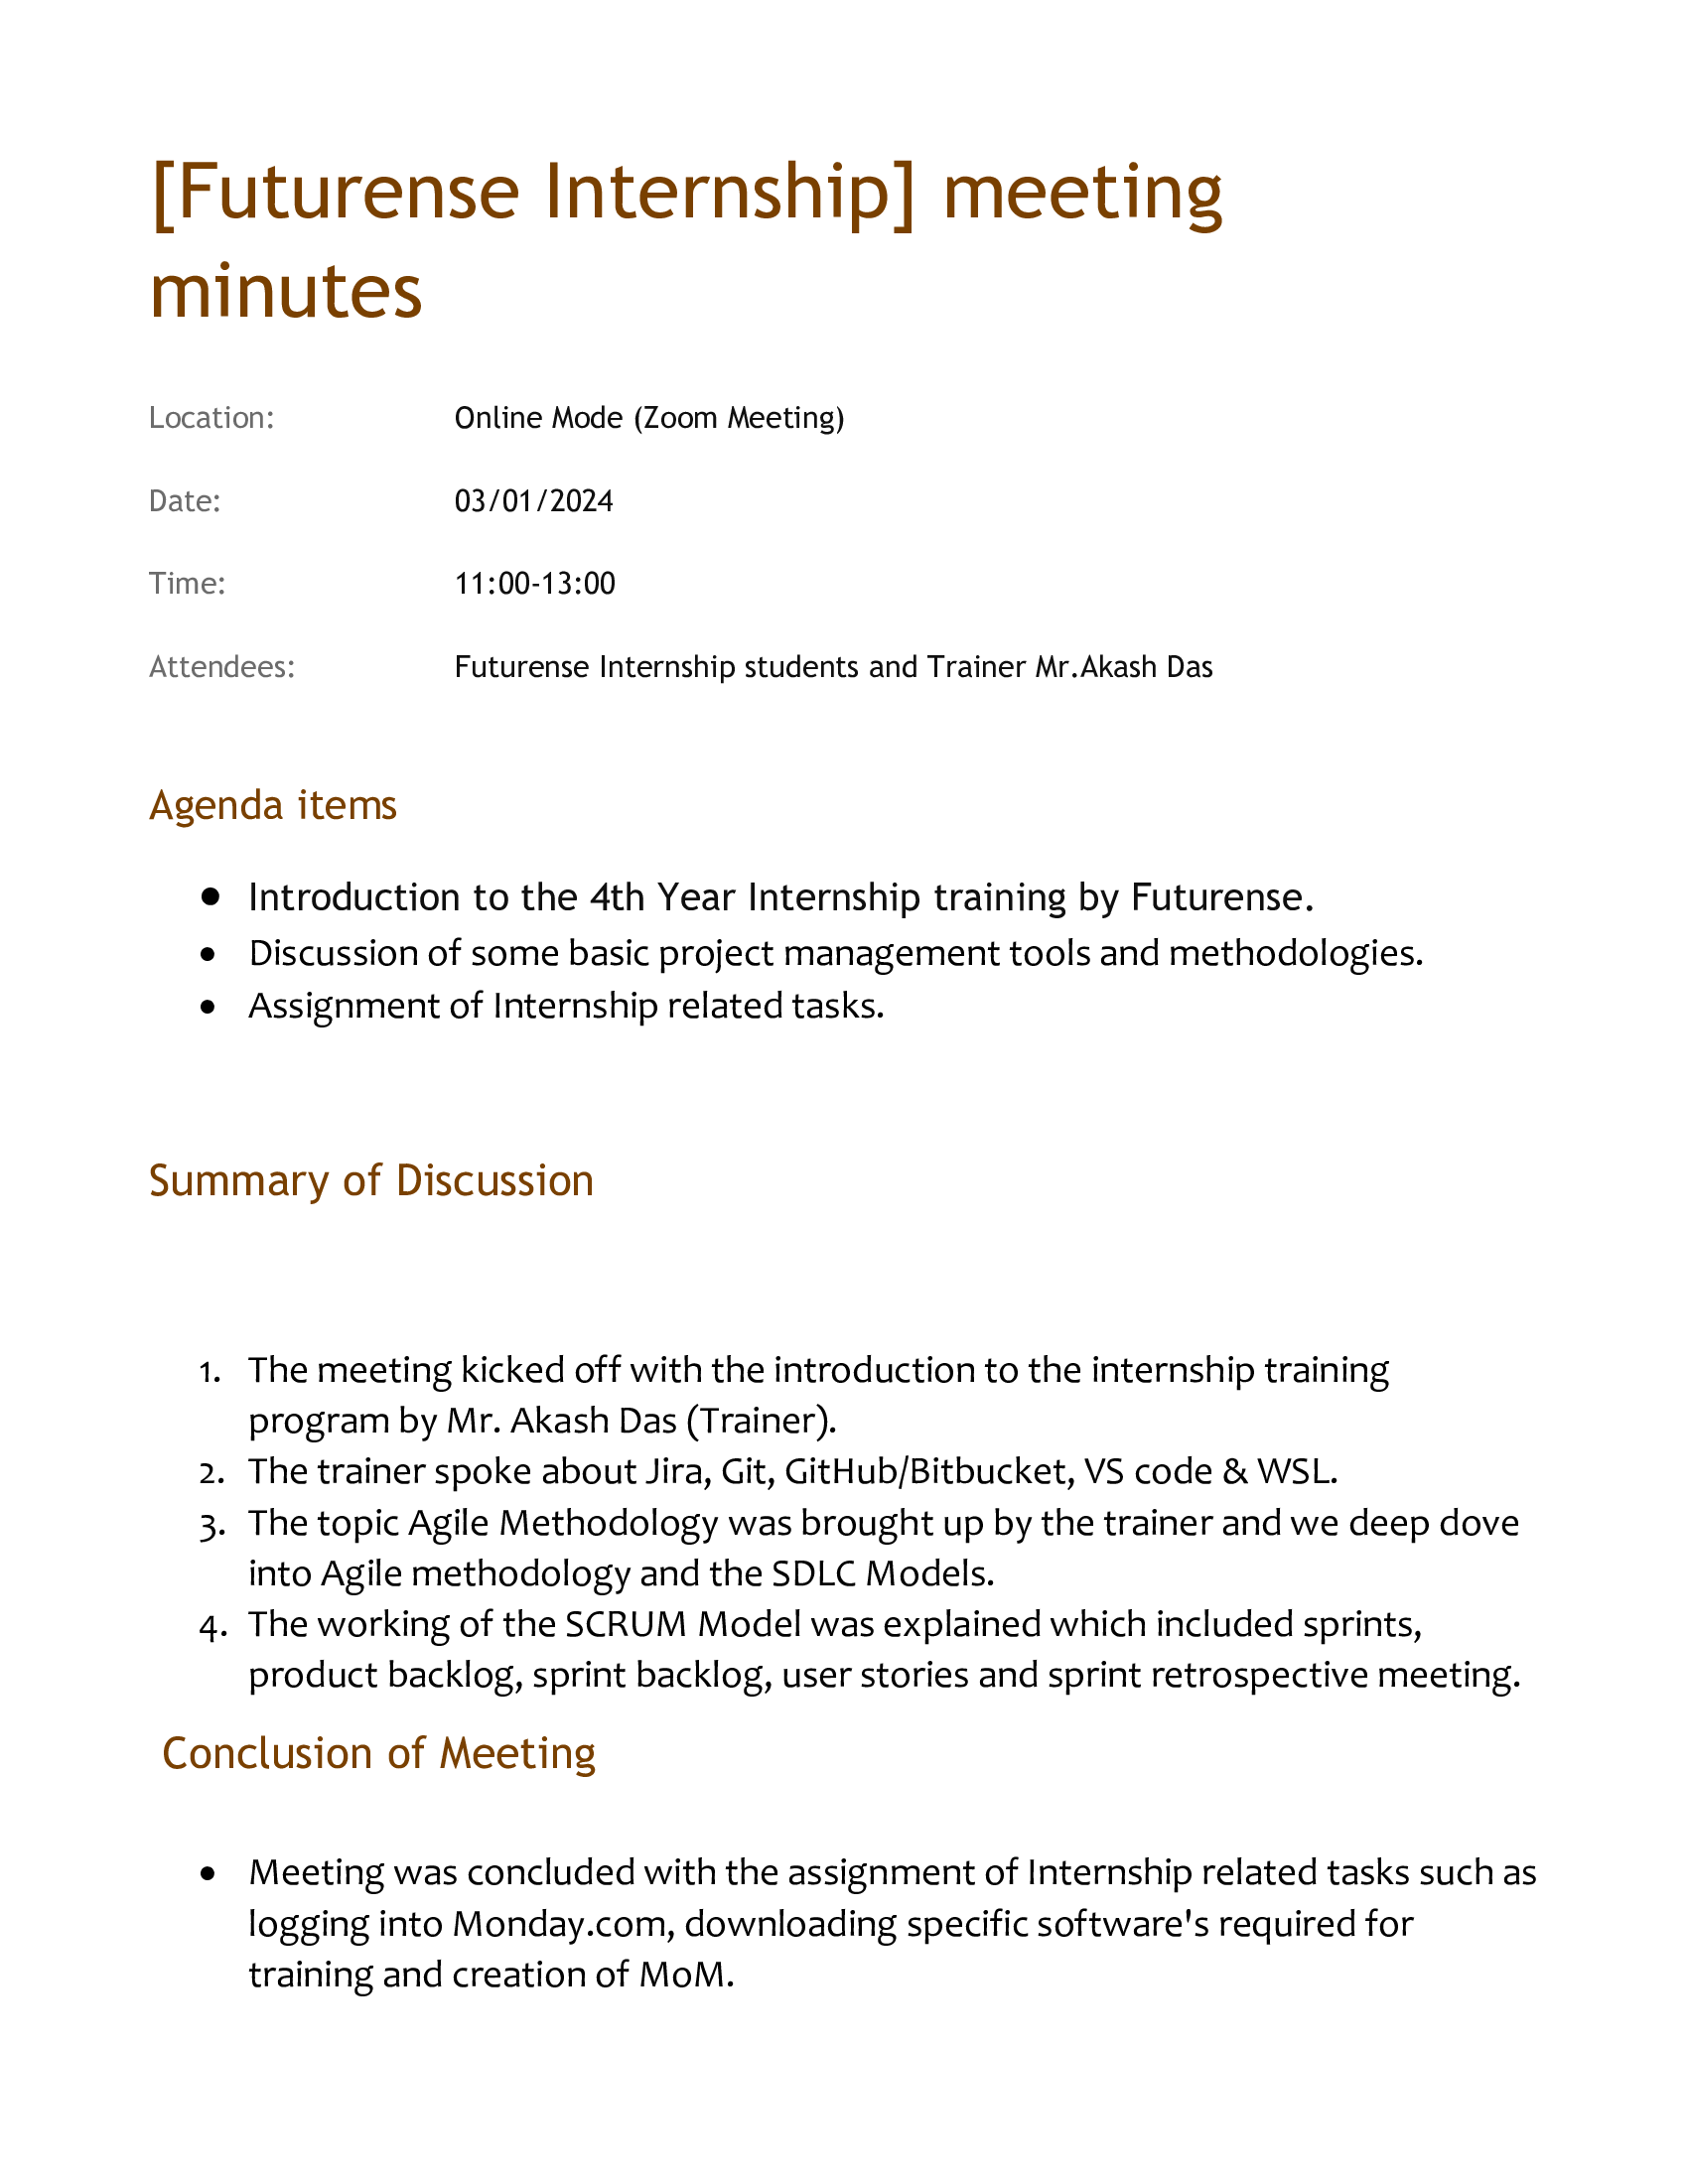 [Futurense Internship] meeting
minutes
Location: Online Mode (Zoom Meeting)
Date: 03/01/2024
Time: 11:00-13:00
Attendees: Futurense Internship students and Trainer Mr.Akash Das
Agenda items
• Introduction to the 4th Year Internship training by Futurense.
• Discussion of some basic project management tools and methodologies.
• Assignment of Internship related tasks.
Summary of Discussion
1. The meeting kicked off with the introduction to the internship training
program by Mr. Akash Das (Trainer).
2. The trainer spoke about Jira, Git, GitHub/Bitbucket, VS code & WSL.
3. The topic Agile Methodology was brought up by the trainer and we deep dove
into Agile methodology and the SDLC Models.
4. The working of the SCRUM Model was explained which included sprints,
product backlog, sprint backlog, user stories and sprint retrospective meeting.
Conclusion of Meeting
• Meeting was concluded with the assignment of Internship related tasks such as
logging into Monday.com, downloading specific software's required for
training and creation of MoM.